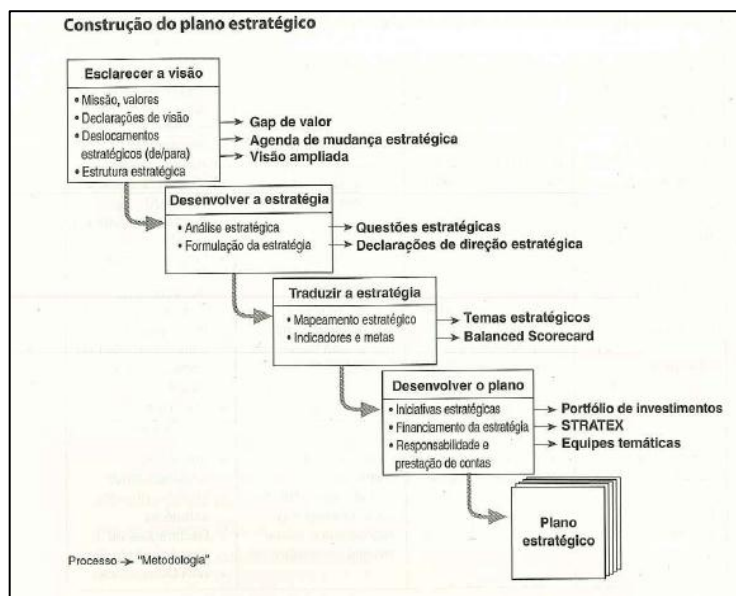 Construção do plano estratégico
Esclarecer a visão
• Missão, valores
• Declarações de visão
• Deslocamentos
estratégicos (de/para)
• Estrutura estratégica
Gap de valor
Agenda de mudança estratégica
Visão ampliada
Desenvolver a estratégia
• Análise estratégica
• Formulação da estratégia
Questões estratégicas
Declarações de direção estratégica
Traduzir a estratégia
• Mapeamento estratégico
• Indicadores e metas
Temas estratégicos
Balanced Scorecard
Desenvolver o plano
• Iniciativas estratégicas
• Financiamento da estratégia
• Responsabilidade e
prestação de contas
Portfólio de investimentos
STRATEX
Equipes temáticas
Plano
estratégico
Processo → "Metodologia"